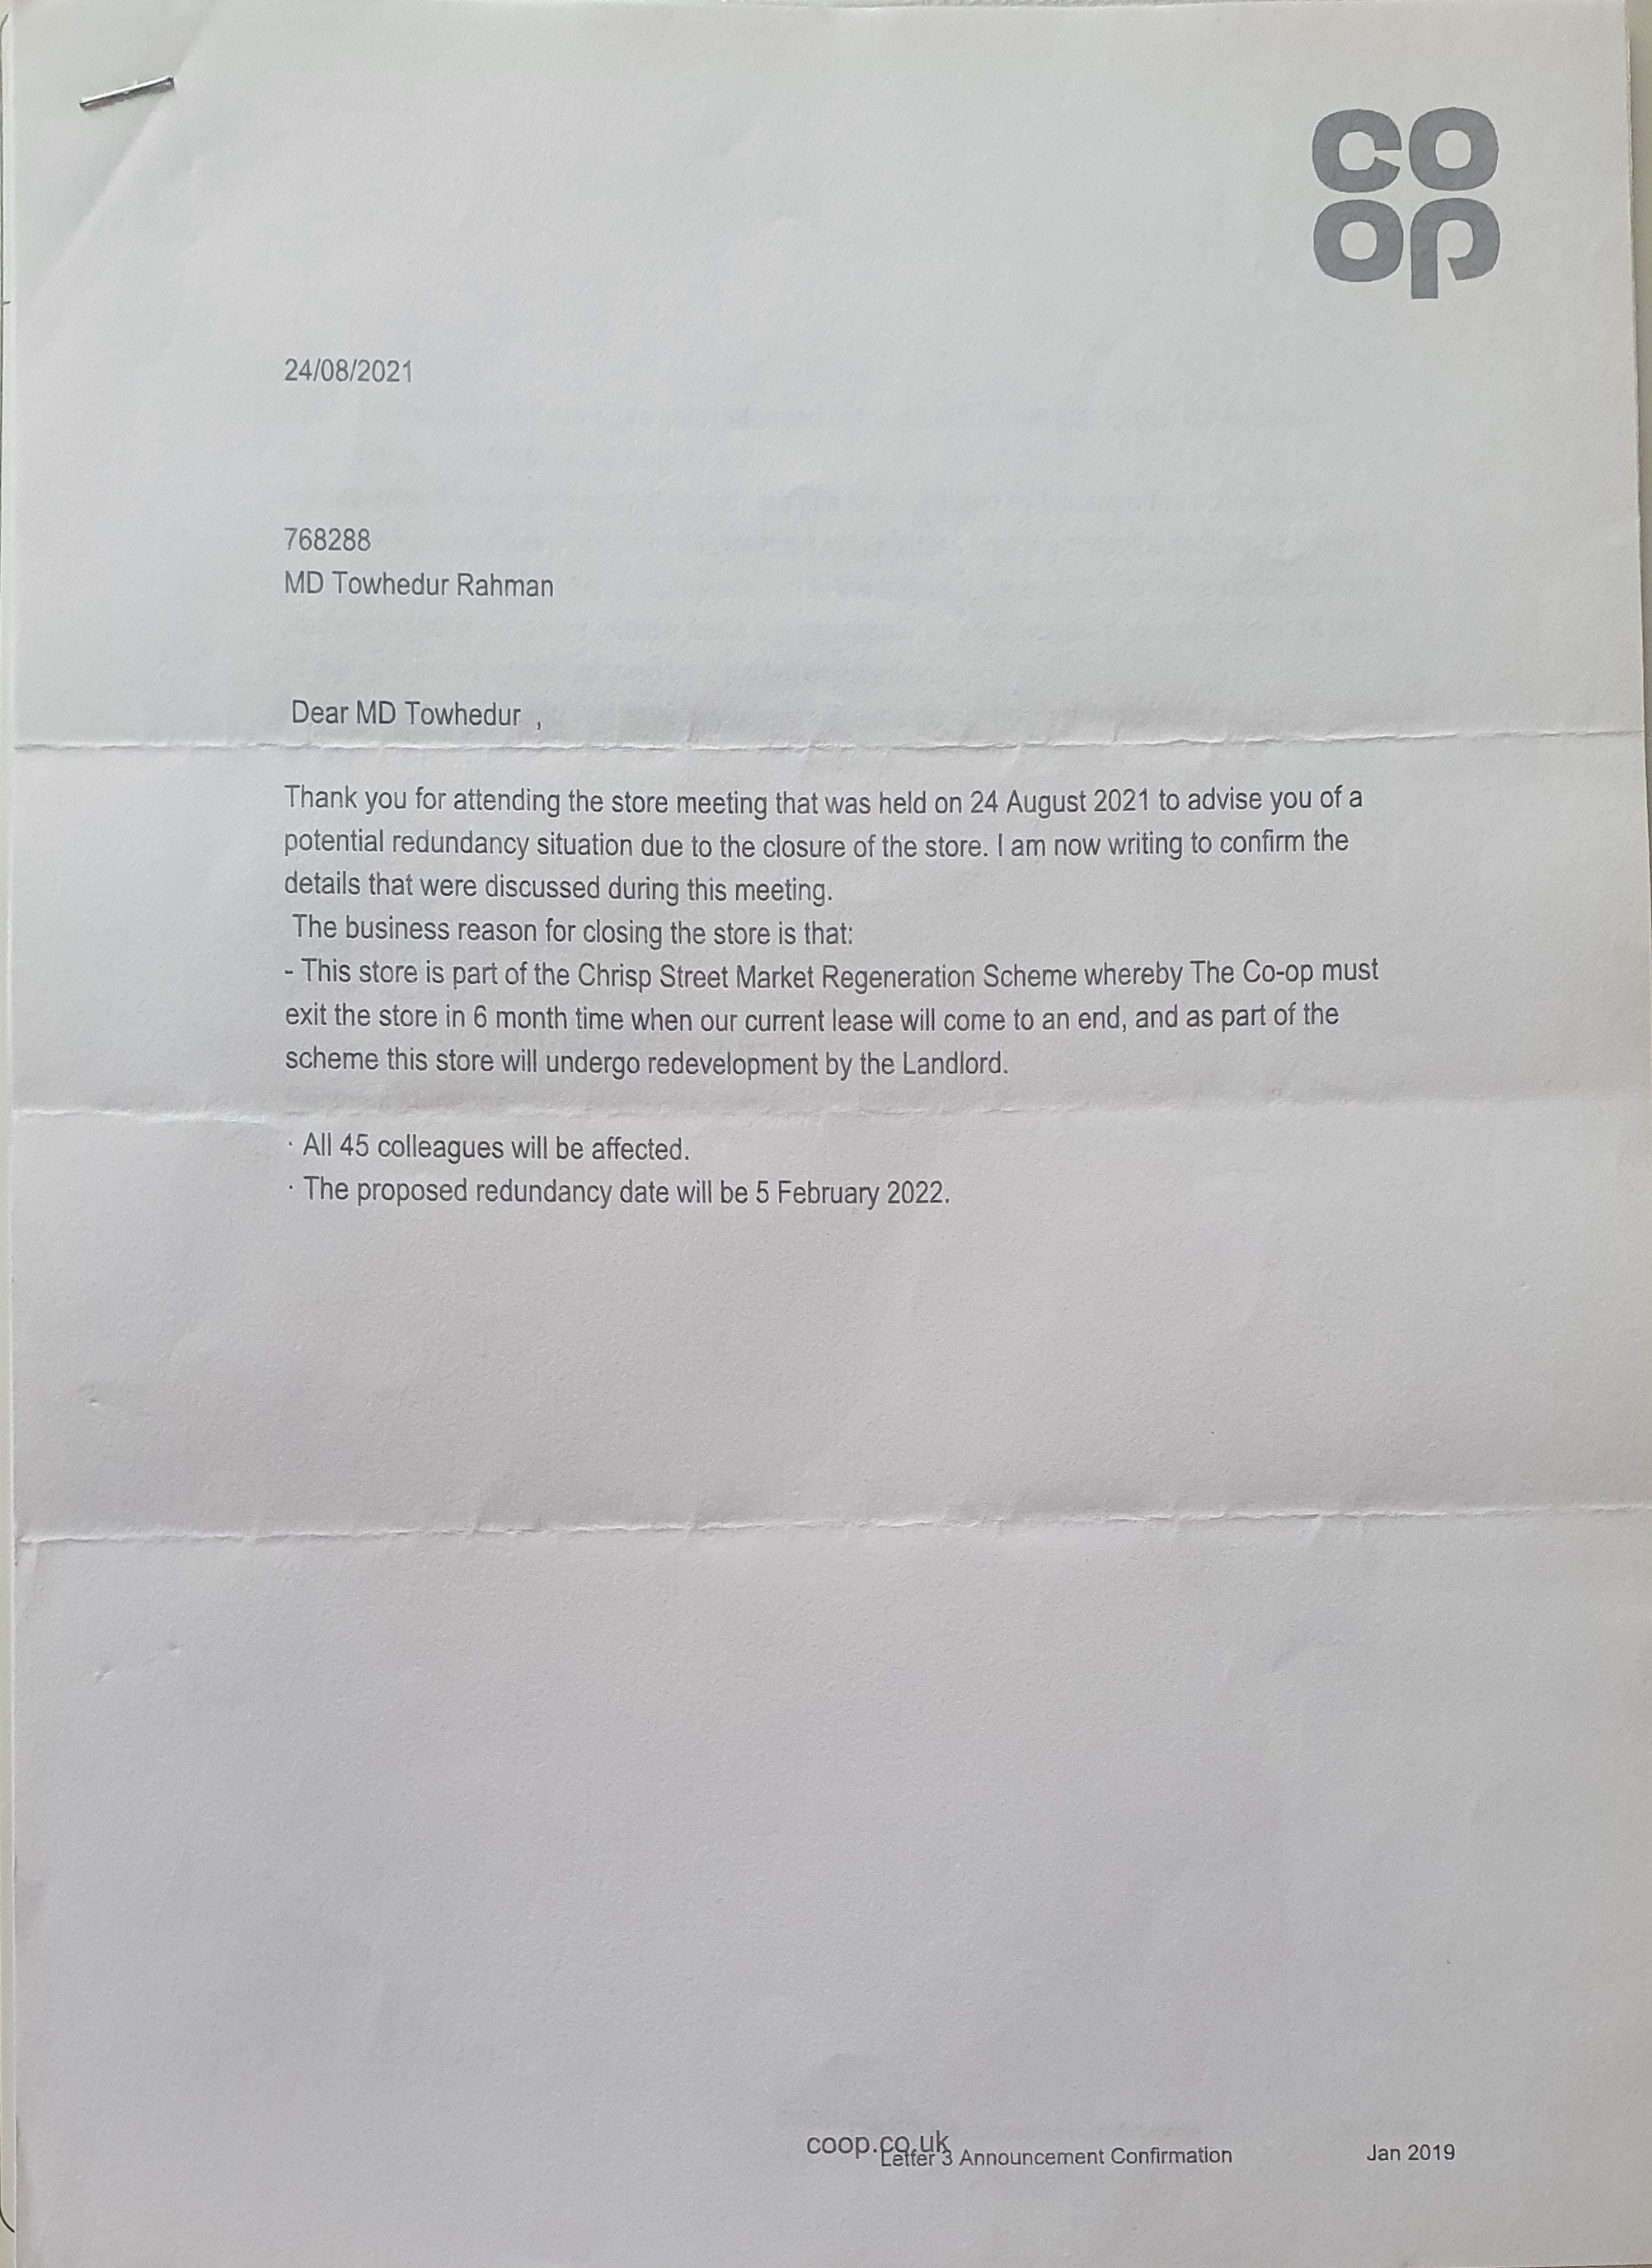 co
op
24/08/2021
768288
MD Towhedur Rahman
Dear MD Towhedur ,
Thank you for attending the store meeting that was held on 24 August 2021 to advise you of a
potential redundancy situation due to the closure of the store. I am now writing to confirm the
details that were discussed during this meeting.
The business reason for closing the store is that:
- This store is part of the Chrisp Street Market Regeneration Scheme whereby The Co-op must
exit the store in 6 month time when our current lease will come to an end, and as part of the
scheme this store will undergo redevelopment by the Landlord.
· All 45 colleagues will be affected.
· The proposed redundancy date will be 5 February 2022.
coop.co.uk
Letter 3 Announcement Confirmation Jan 2019